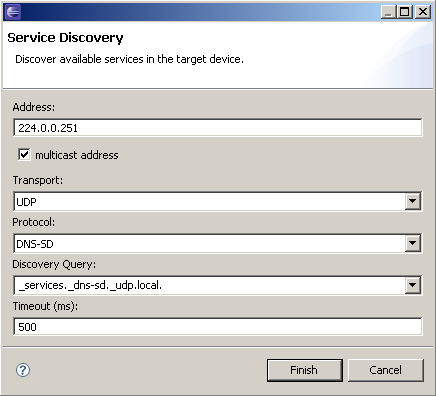 Service Discovery
Discover available services in the target device.
Address:
224.0.0.251
multicast address
Transport:
UDP
Protocol:
DNS-SD
Discovery Query:
_services._dns-sd._udp.local.
Timeout (ms):
500
?
Finish
Cancel